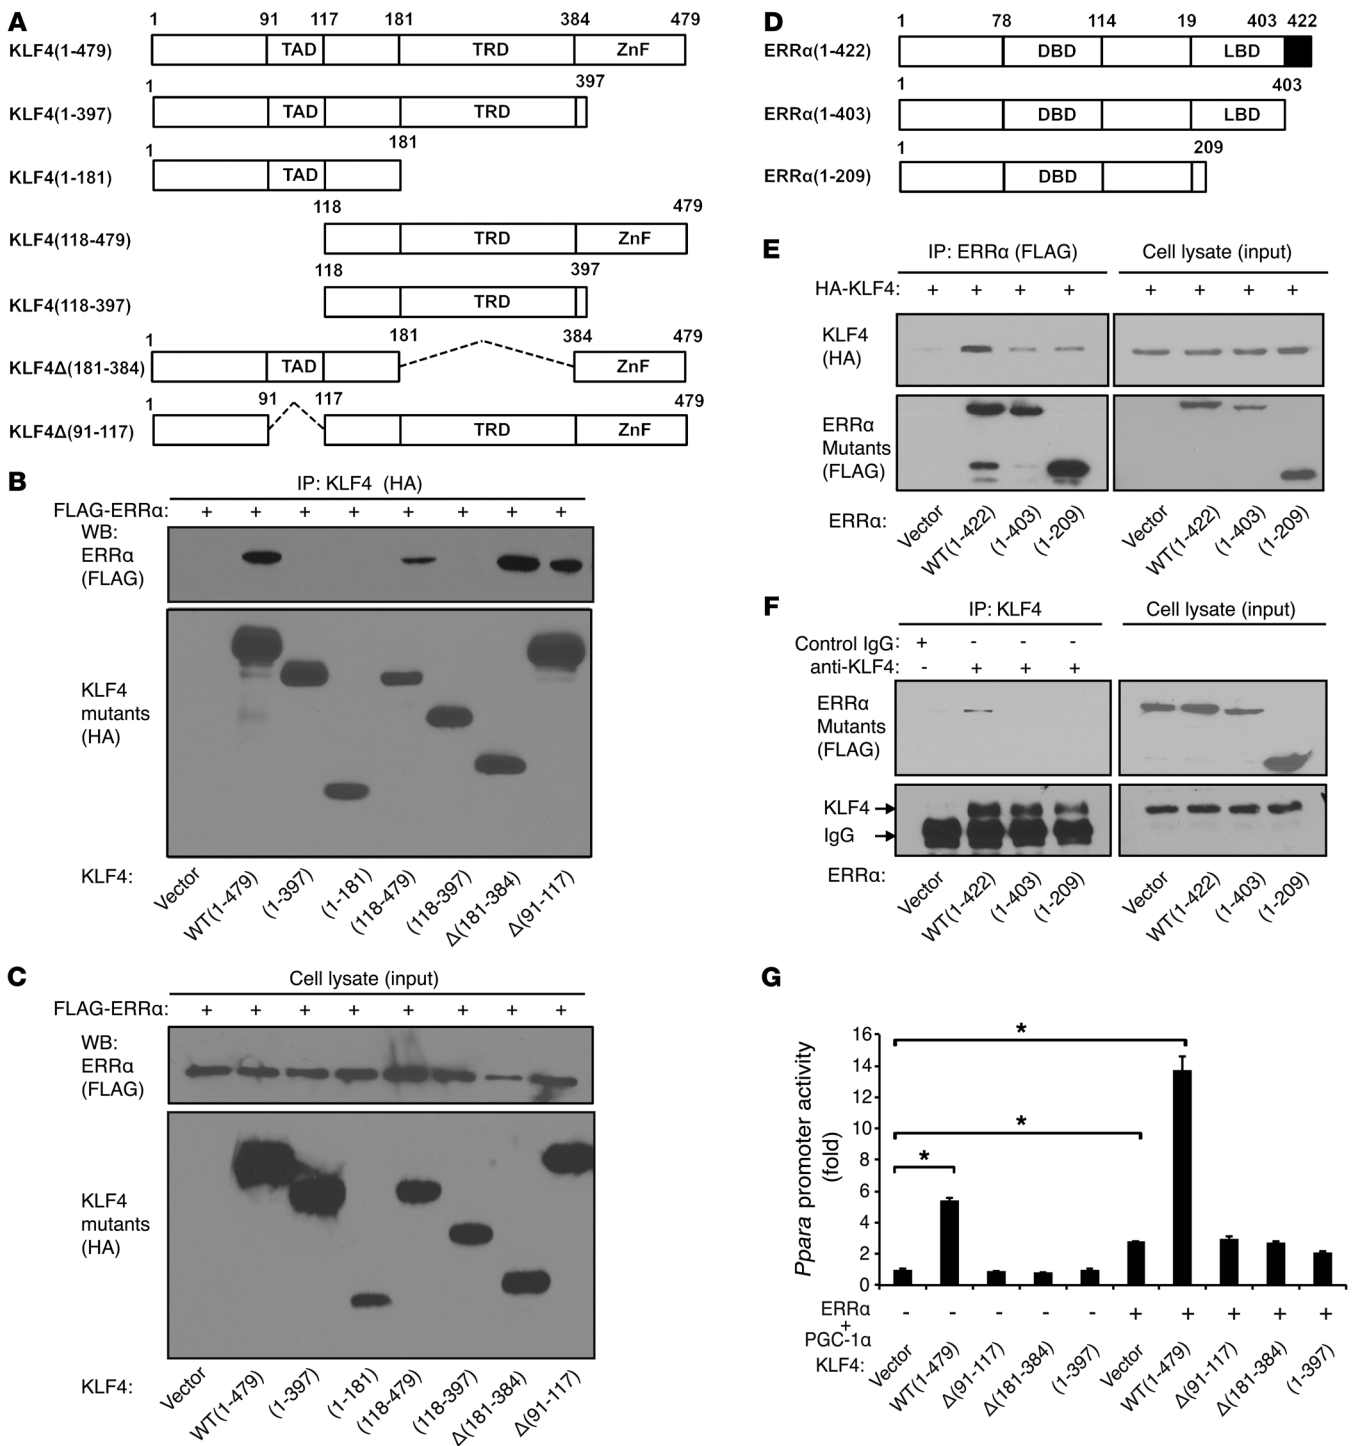 A
1 91 117 181 384 479
KLF4(1-479) TAD TRD ZnF
1 397
KLF4(1-397) TAD TRD
1 181
KLF4(1-181) TAD
118 479
KLF4(118-479) TRD ZnF
118 397
KLF4(118-397) TRD
1 181 384 479
KLF4Δ(181-384) TAD ZnF
1 91 117 479
KLF4Δ(91-117) TRD ZnF
B
IP: KLF4 (HA)
FLAG-ERRα: + + + + + + + +
WB:
ERRα
(FLAG)
KLF4
mutants
(HA)
KLF4: Vector WT(1-479) (1-397) (1-181) (118-479) (118-397) Δ(181-384) Δ(91-117)
C
Cell lysate (input)
FLAG-ERRα: + + + + + + + +
WB:
ERRα
(FLAG)
KLF4
mutants
(HA)
KLF4: Vector WT(1-479) (1-397) (1-181) (118-479) (118-397) Δ(181-384) Δ(91-117)
D
1 78 114 19 403 422
ERRα(1-422) DBD LBD
1 403
ERRα(1-403) DBD LBD
1 209
ERRα(1-209) DBD
E
IP: ERRα (FLAG) Cell lysate (input)
HA-KLF4: + + + + + + + +
KLF4
(HA)
ERRα
Mutants
(FLAG)
ERRα: Vector WT(1-422) (1-403) (1-209) Vector WT(1-422) (1-403) (1-209)
F
IP: KLF4 Cell lysate (input)
Control IgG: + - - -
anti-KLF4: - + + +
ERRα
Mutants
(FLAG)
KLF4
IgG
ERRα: Vector WT(1-422) (1-403) (1-209) Vector WT(1-422) (1-403) (1-209)
G
Ppara promoter activity
(fold)
16
14
12
10
8
6
4
2
0
*
*
*
ERRα - - - - - + + + + +
+
PGC-1α
KLF4: Vector WT(1-479) Δ(91-117) Δ(181-384) (1-397) Vector WT(1-479) Δ(91-117) Δ(181-384) (1-397)